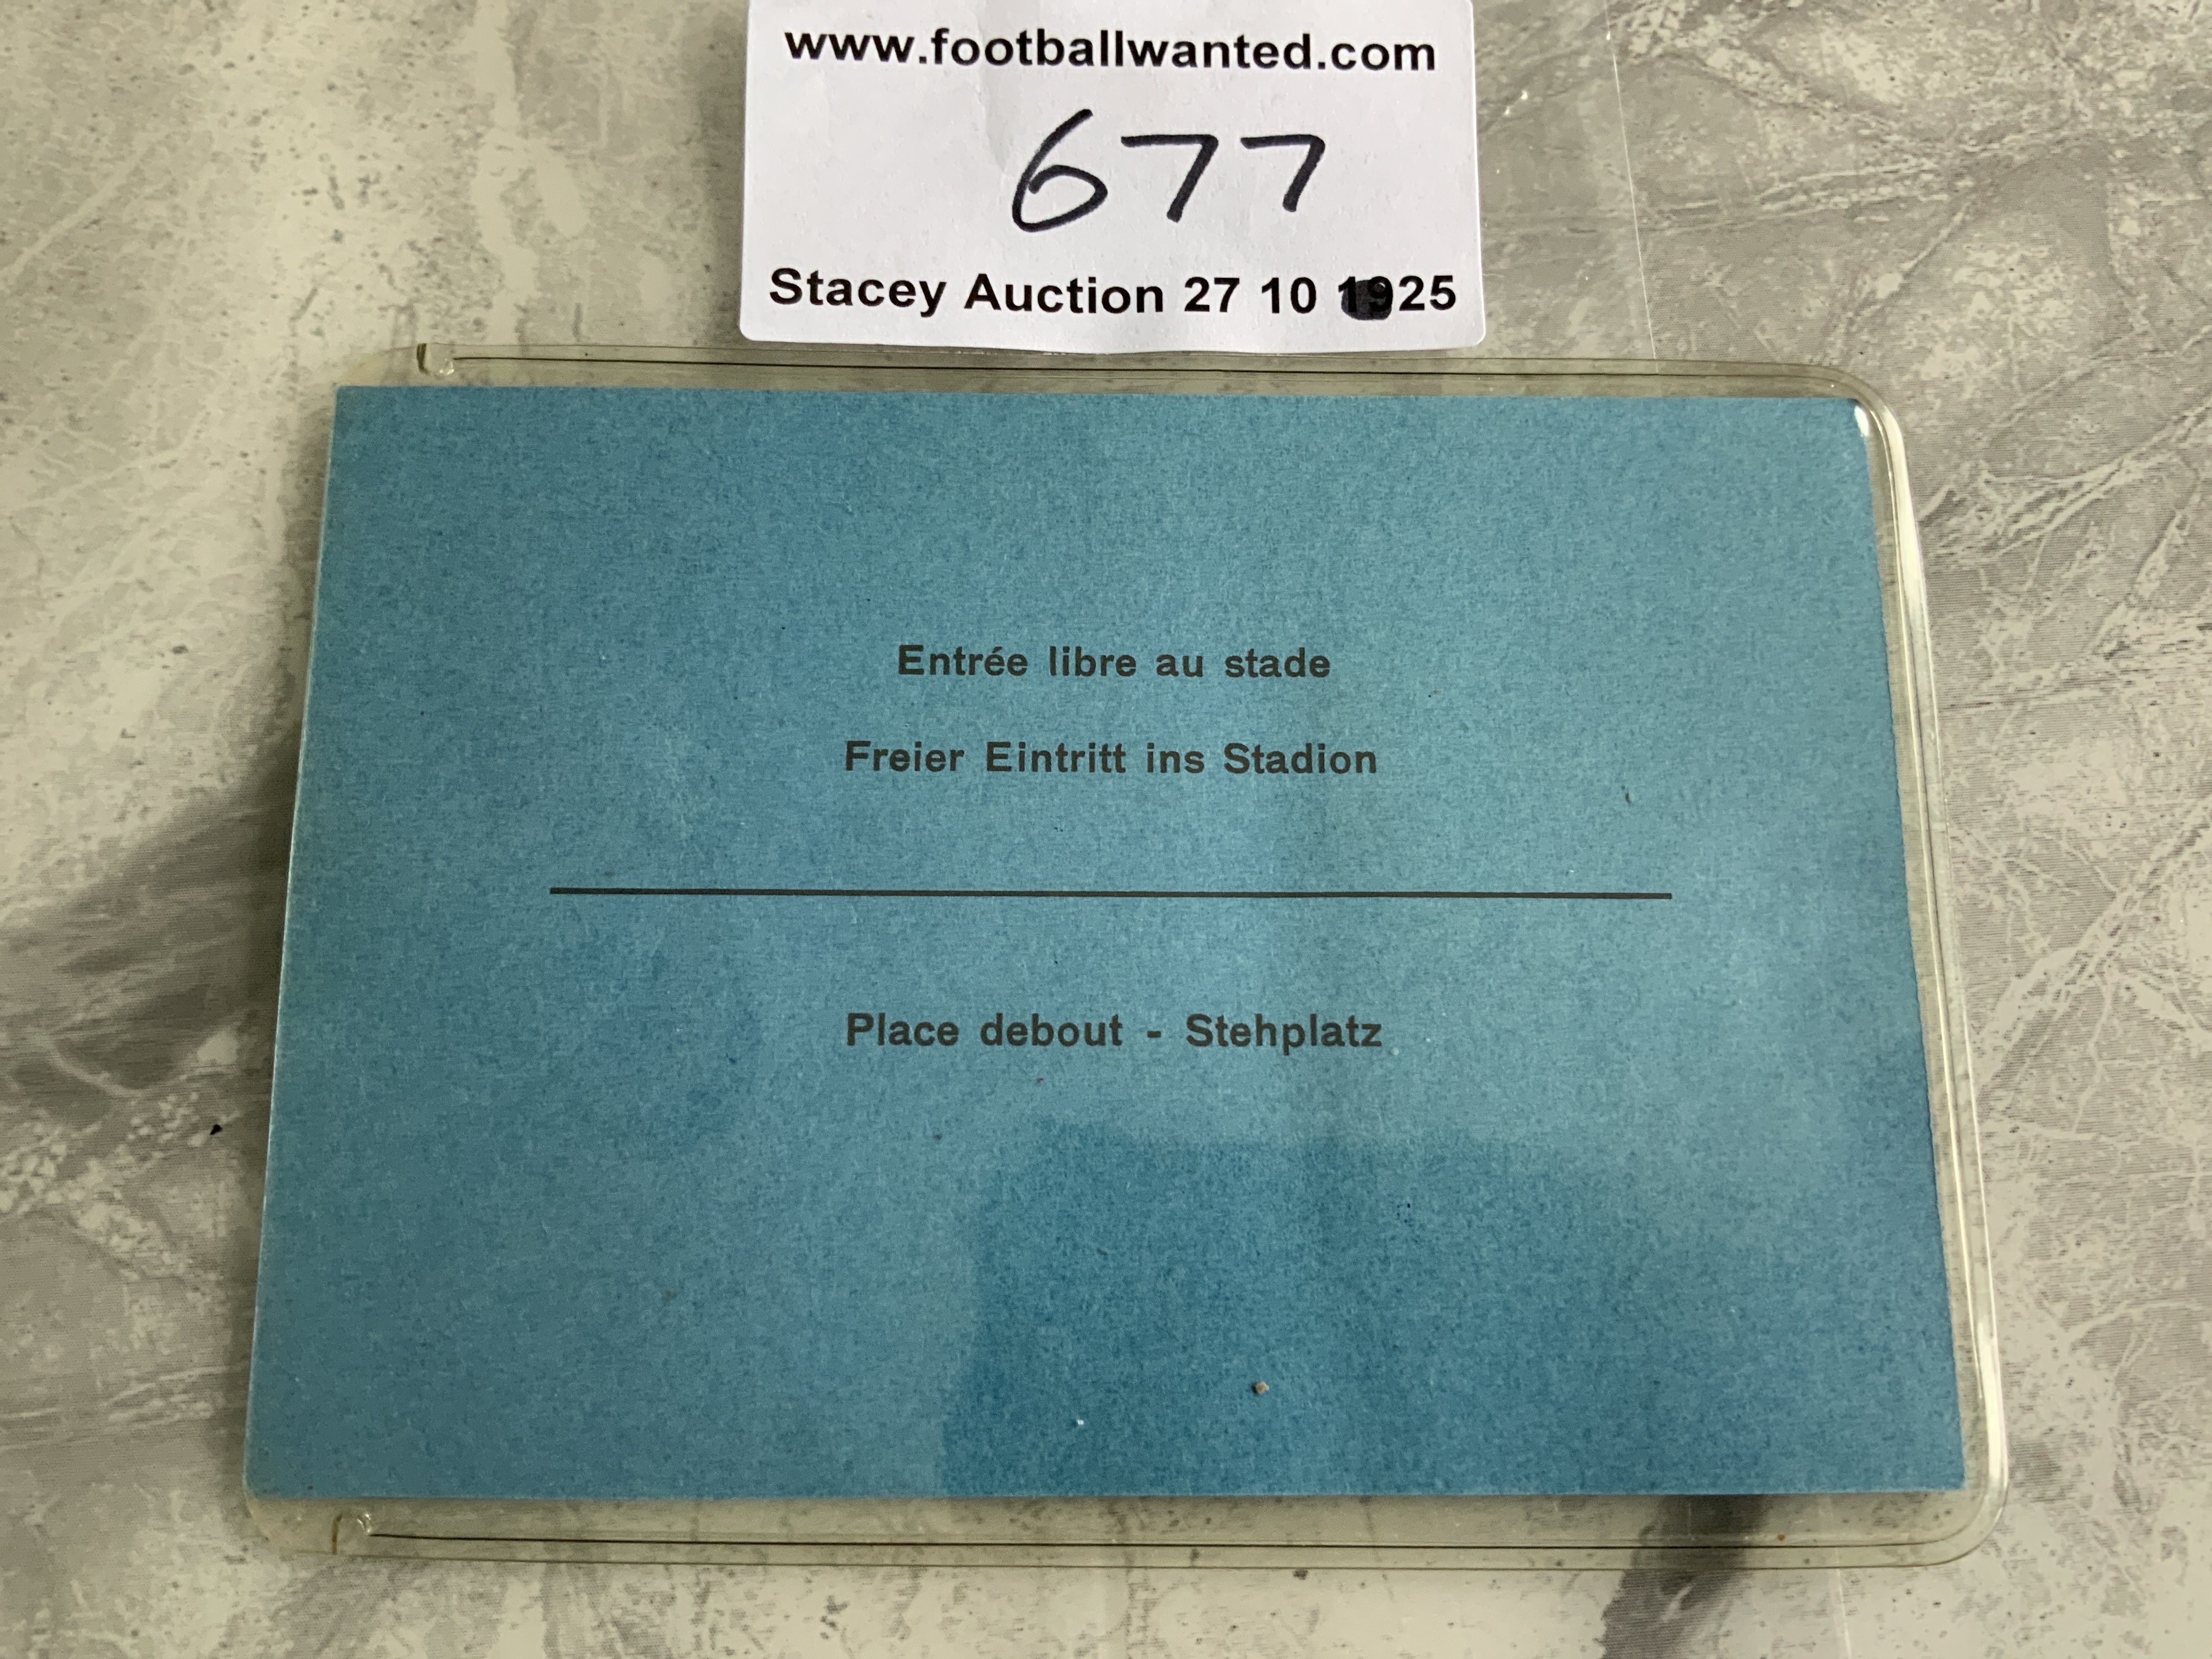 www.footballwanted.com
677
Stacey Auction 27 10 1925
Entrée libre au stade
Freier Eintritt ins Stadion
Place debout - Stehplatz